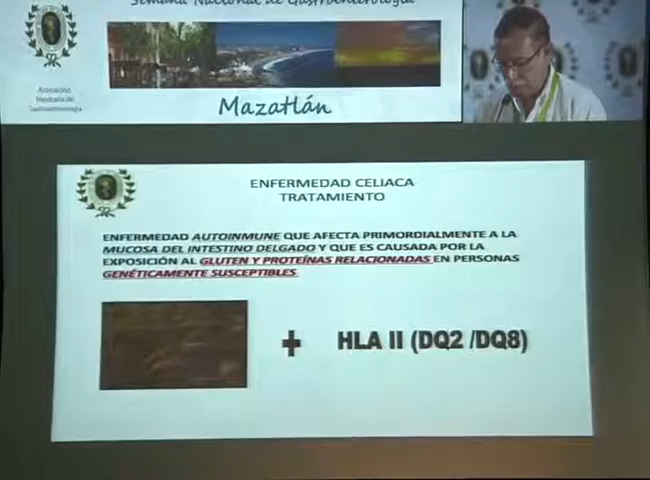 Semana Nacional de Gastroenterología
Asociación
Mexicana de
Gastroenterología
Mazatlán
ENFERMEDAD CELIACA
TRATAMIENTO
ENFERMEDAD AUTOINMUNE QUE AFECTA PRIMORDIALMENTE A LA
MUCOSA DEL INTESTINO DELGADO Y QUE ES CAUSADA POR LA
EXPOSICIÓN AL GLUTEN Y PROTEÍNAS RELACIONADAS EN PERSONAS
GENÉTICAMENTE SUSCEPTIBLES.
+ HLA II (DQ2 /DQ8)